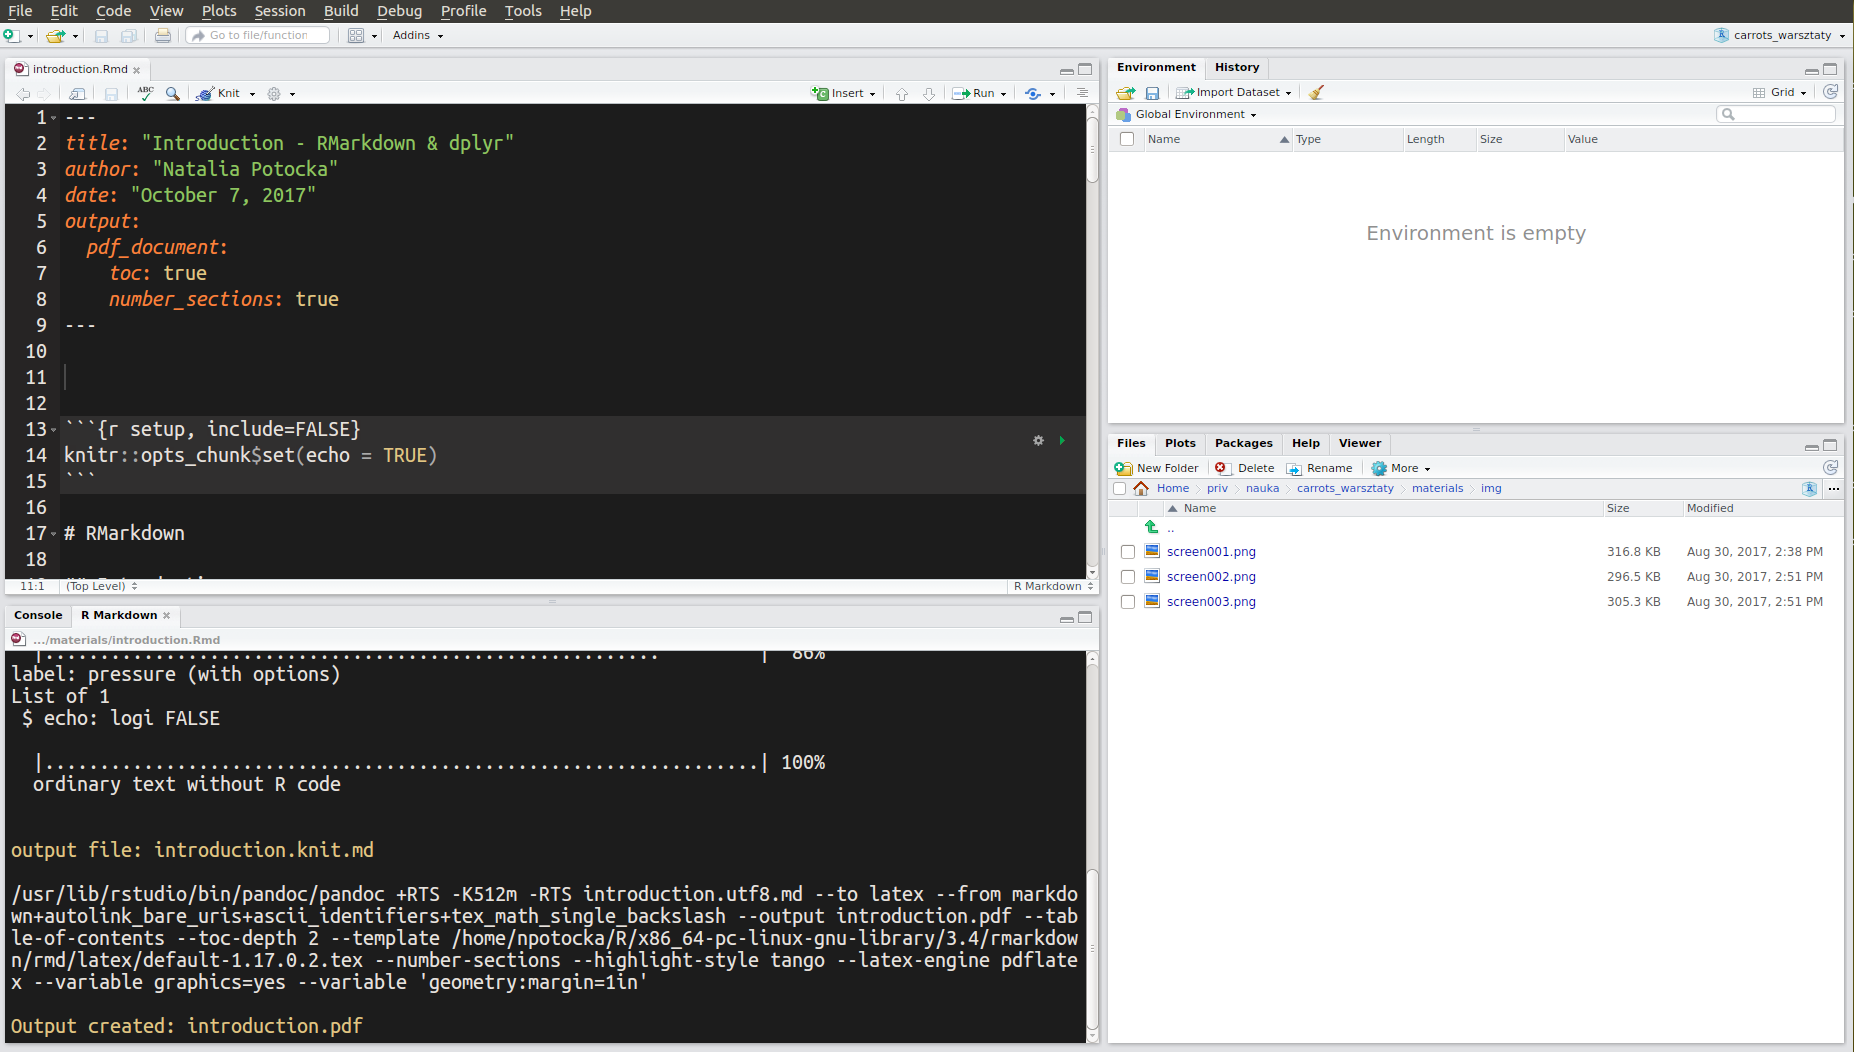 File Edit Code View Plots Session Build Debug Profile Tools Help
Go to file/function Addins carrots_warsztaty
introduction.Rmd
ABC Knit Insert Run
1 ---
2 title: "Introduction - RMarkdown & dplyr"
3 author: "Natalia Potocka"
4 date: "October 7, 2017"
5 output:
6 pdf_document:
7 toc: true
8 number_sections: true
9 ---
10
11
12
13 ```{r setup, include=FALSE}
14 knitr::opts_chunk$set(echo = TRUE)
15 ```
16
17 # RMarkdown
18
11:1 (Top Level) R Markdown
Console R Markdown
.../materials/introduction.Rmd
|........................................................ | 86%
label: pressure (with options)
List of 1
$ echo: logi FALSE
|.................................................................| 100%
ordinary text without R code
output file: introduction.knit.md
/usr/lib/rstudio/bin/pandoc/pandoc +RTS -K512m -RTS introduction.utf8.md --to latex --from markdo
wn+autolink_bare_uris+ascii_identifiers+tex_math_single_backslash --output introduction.pdf --tab
le-of-contents --toc-depth 2 --template /home/npotocka/R/x86_64-pc-linux-gnu-library/3.4/rmarkdow
n/rmd/latex/default-1.17.0.2.tex --number-sections --highlight-style tango --latex-engine pdflate
x --variable graphics=yes --variable 'geometry:margin=1in'
Output created: introduction.pdf
Environment History
Import Dataset Grid
Global Environment
Name Type Length Size Value
Environment is empty
Files Plots Packages Help Viewer
New Folder Delete Rename More
Home priv nauka carrots_warsztaty materials img ...
Name Size Modified
..
screen001.png 316.8 KB Aug 30, 2017, 2:38 PM
screen002.png 296.5 KB Aug 30, 2017, 2:51 PM
screen003.png 305.3 KB Aug 30, 2017, 2:51 PM